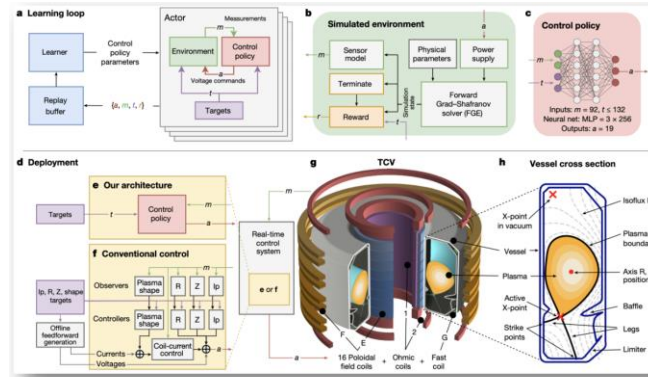 a Learning loop
Actor
Measurements
m
Learner
Control
policy
parameters
Environment
Control
policy
a
Voltage commands
t
Replay
buffer
{a, m, t, r}
Targets
b Simulated environment
a
m
Sensor
model
Physical
parameters
Power
supply
Terminate
Simulation
state
Forward
Grad–Shafranov
solver (FGE)
r
Reward
t
c Control policy
m
t
a
Inputs: m = 92, t ≤ 132
Neural net: MLP = 3 × 256
Outputs: a = 19
d Deployment
e Our architecture
Targets
t
Control
policy
m
a
Real-time
control
system
e or f
f Conventional control
m
Ip, R, Z, shape
targets
Observers
Plasma
shape
R
Z
Ip
Controllers
Plasma
shape
R
Z
Ip
Offline
feedforward
generation
Coil-current
control
Currents
Voltages
a
a
g TCV
Vessel
Plasma
F
E
1
2
G
16 Poloidal
field coils
+
Ohmic
coils
+
Fast
coil
h Vessel cross section
X-point
in vacuum
Isoflux
Plasma
Axis R,
position
Active
X-point
Baffle
Strike
points
Legs
Limiter